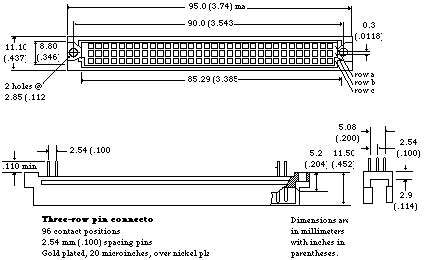 95.0 (3.74) ma
90.0 (3.543
0.3
(.0118)
11.10
(.437)
8.80
(.346)
2 holes @
2.85 (.112
85.29 (3.385
row a
row b
row c
5.08
(.200)
2.54
(.100)
2.54 (.100
.110 min
5.2
(.204)
11.50
(.452)
2.9
(.114)
Three-row pin connecto
96 contact positions
2.54 mm (.100) spacing pins
Gold plated, 20 microinches, over nickel pla
Dimensions are
in millimeters
with inches in
parentheses.